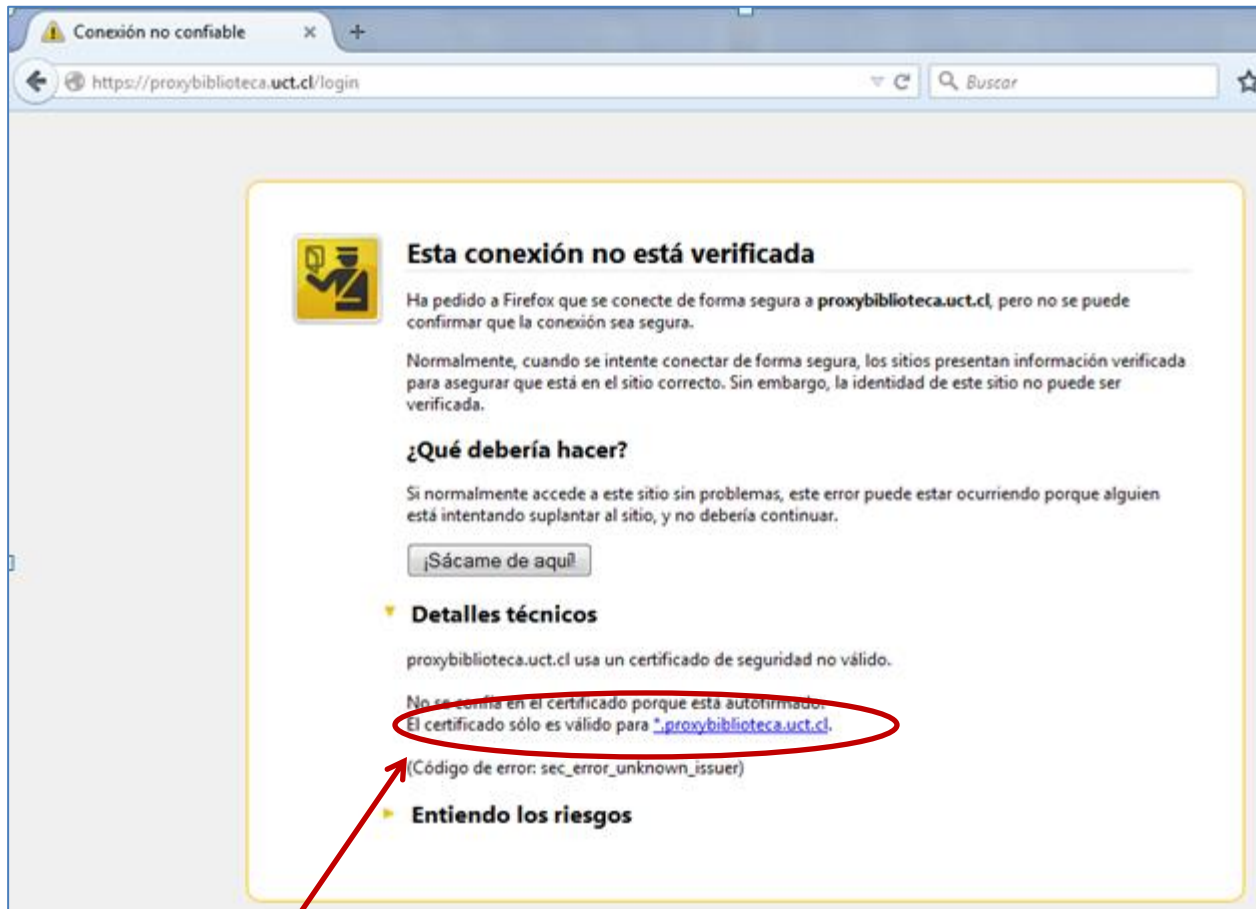 Conexión no confiable
https://proxybiblioteca.uct.cl/login
Buscar
Esta conexión no está verificada
Ha pedido a Firefox que se conecte de forma segura a proxybiblioteca.uct.cl, pero no se puede
confirmar que la conexión sea segura.
Normalmente, cuando se intente conectar de forma segura, los sitios presentan información verificada
para asegurar que está en el sitio correcto. Sin embargo, la identidad de este sitio no puede ser
verificada.
¿Qué debería hacer?
Si normalmente accede a este sitio sin problemas, este error puede estar ocurriendo porque alguien
está intentando suplantar al sitio, y no debería continuar.
¡Sácame de aquí!
Detalles técnicos
proxybiblioteca.uct.cl usa un certificado de seguridad no válido.
No se confía en el certificado porque está autofirmado.
El certificado sólo es válido para *.proxybiblioteca.uct.cl.
(Código de error: sec_error_unknown_issuer)
Entiendo los riesgos